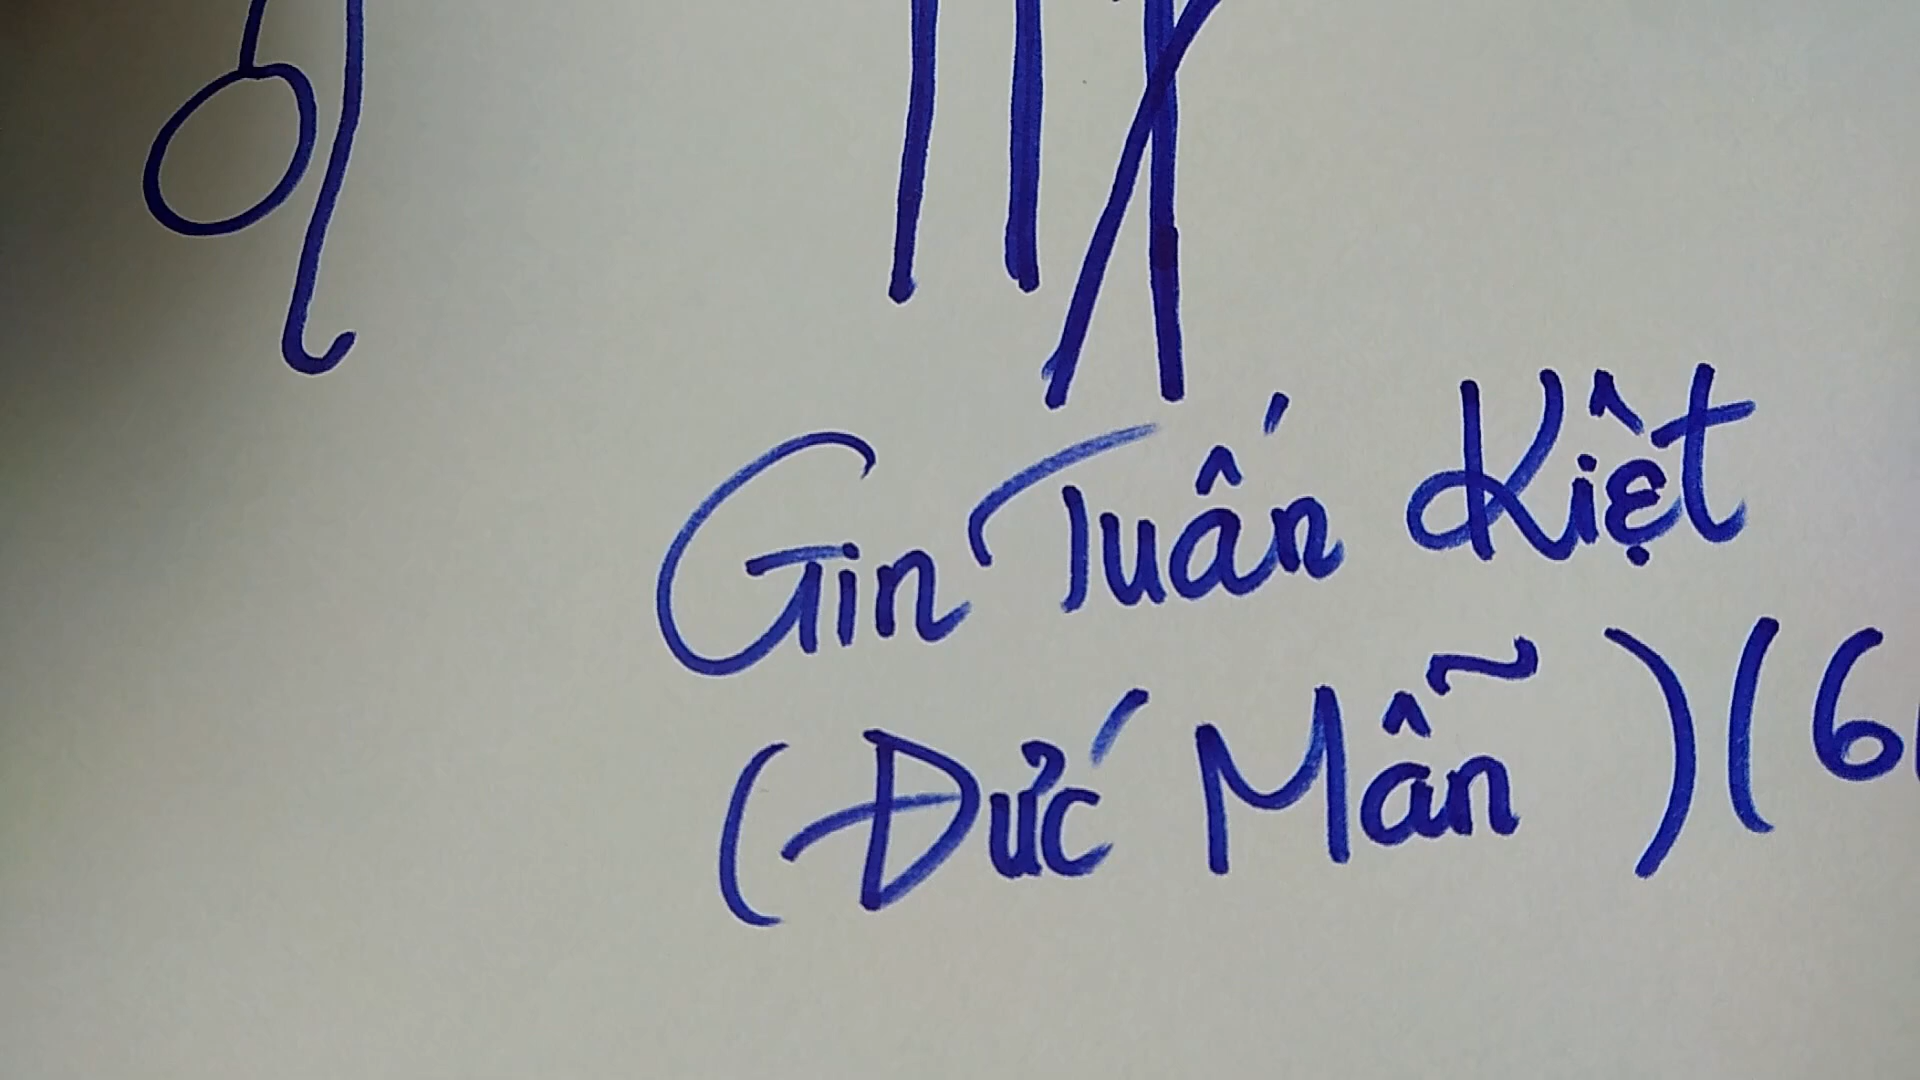 Gin Tuấn Kiệt
(Đức Mẫn) (6